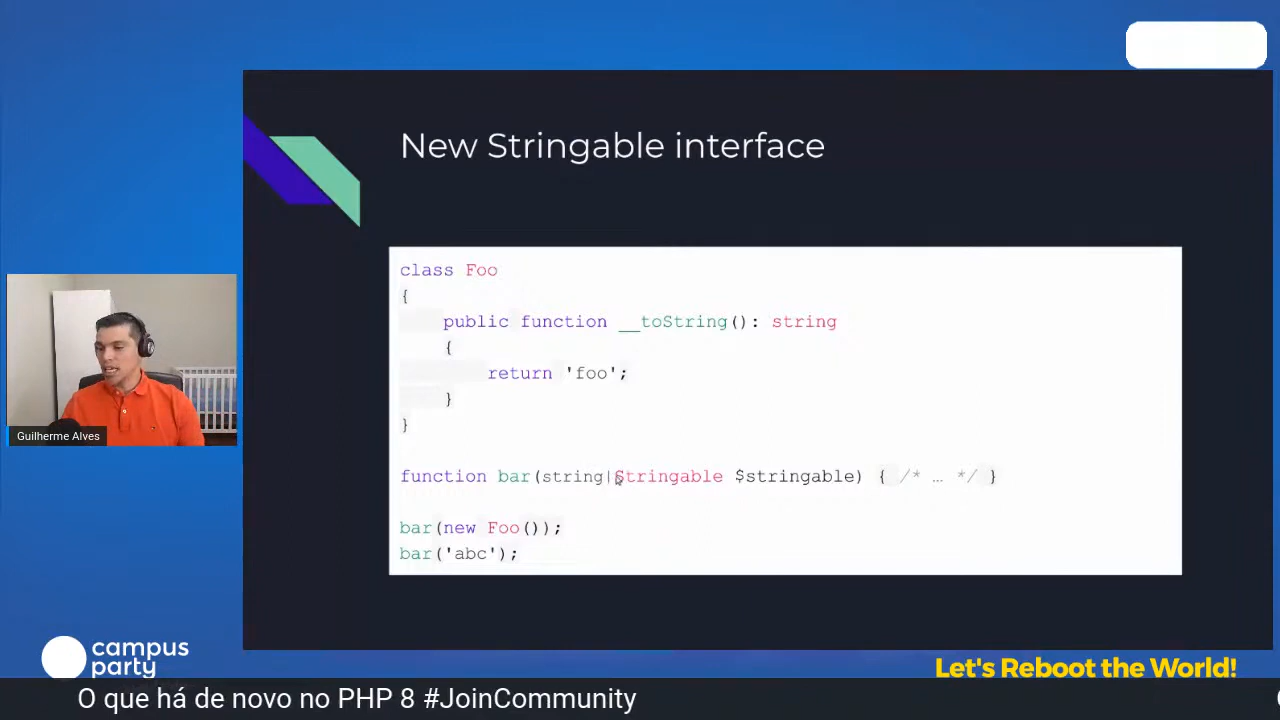 New Stringable interface
class Foo
{
public function __toString(): string
{
return 'foo';
}
}
function bar(string|Stringable $stringable) { /* … */ }
bar(new Foo());
bar('abc');
Guilherme Alves
campus
party
Let's Reboot the World!
O que há de novo no PHP 8 #JoinCommunity